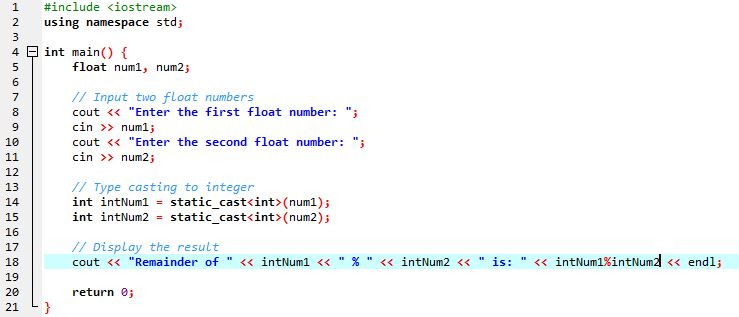 1 #include <iostream>
2 using namespace std;
3
4 int main() {
5 float num1, num2;
6
7 // Input two float numbers
8 cout << "Enter the first float number: ";
9 cin >> num1;
10 cout << "Enter the second float number: ";
11 cin >> num2;
12
13 // Type casting to integer
14 int intNum1 = static_cast<int>(num1);
15 int intNum2 = static_cast<int>(num2);
16
17 // Display the result
18 cout << "Remainder of " << intNum1 << " % " << intNum2 << " is: " << intNum1%intNum2 << endl;
19
20 return 0;
21 }